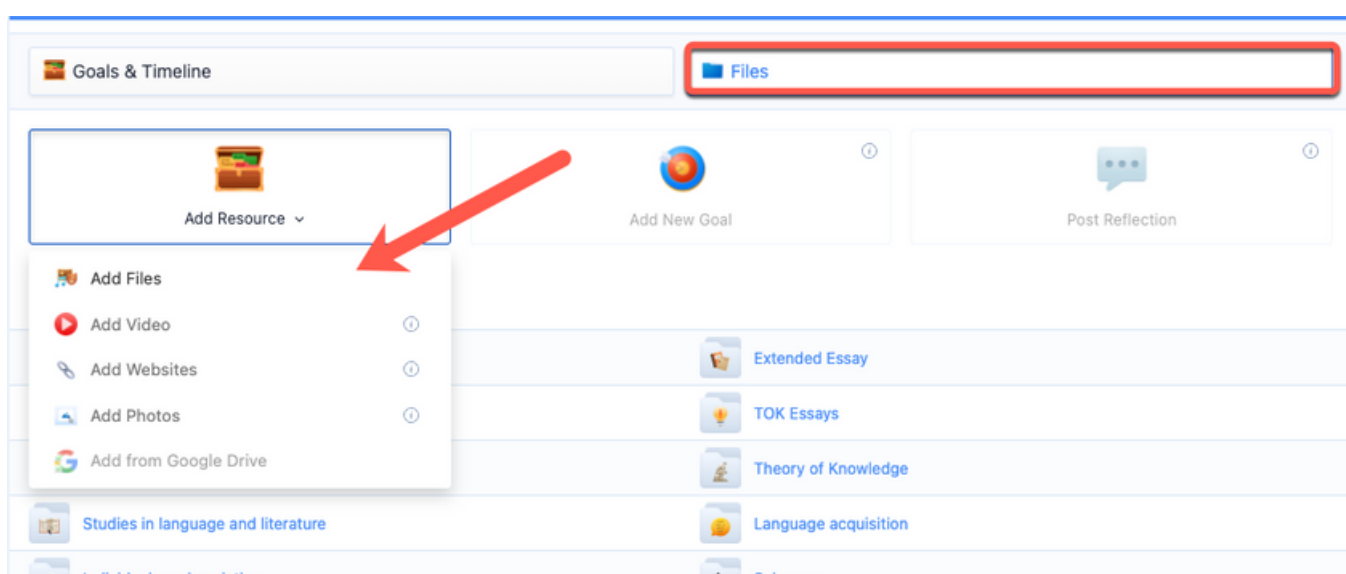 Goals & Timeline
Files
Add Resource
Add New Goal
Post Reflection
Add Files
Add Video
Add Websites
Add Photos
Add from Google Drive
Extended Essay
TOK Essays
Theory of Knowledge
Studies in language and literature
Language acquisition